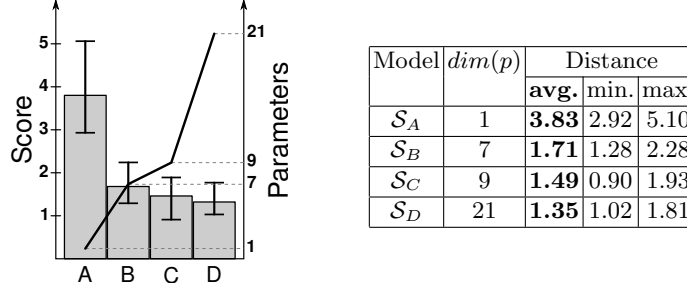 5
4
3
2
1
Score
A B C D
21
9
7
1
Parameters
Model dim(p) Distance
avg. min. max
S_A 1 3.83 2.92 5.10
S_B 7 1.71 1.28 2.28
S_C 9 1.49 0.90 1.93
S_D 21 1.35 1.02 1.81